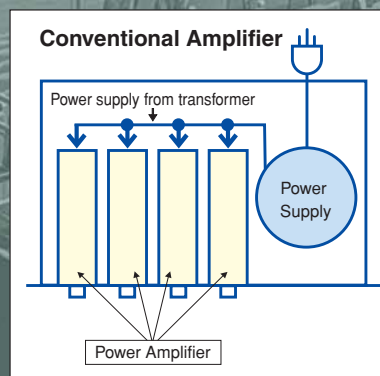 Conventional Amplifier
Power supply from transformer
Power
Supply
Power Amplifier